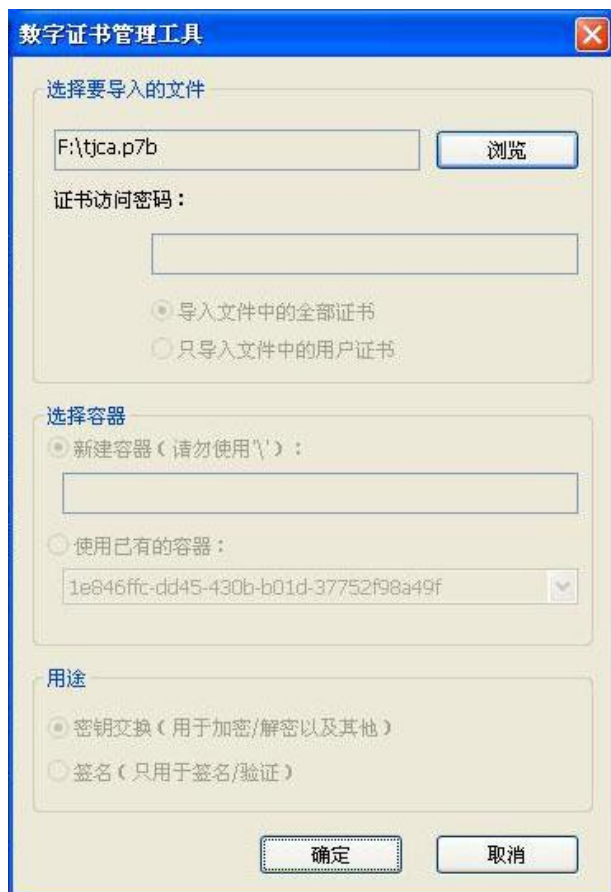 数字证书管理工具
选择要导入的文件
F:\tjca.p7b
浏览
证书访问密码：
导入文件中的全部证书
只导入文件中的用户证书
选择容器
新建容器（请勿使用'\'）：
使用已有的容器：
1e846ffc-dd45-430b-b01d-37752f98a49f
用途
密钥交换（用于加密/解密以及其他）
签名（只用于签名/验证）
确定
取消